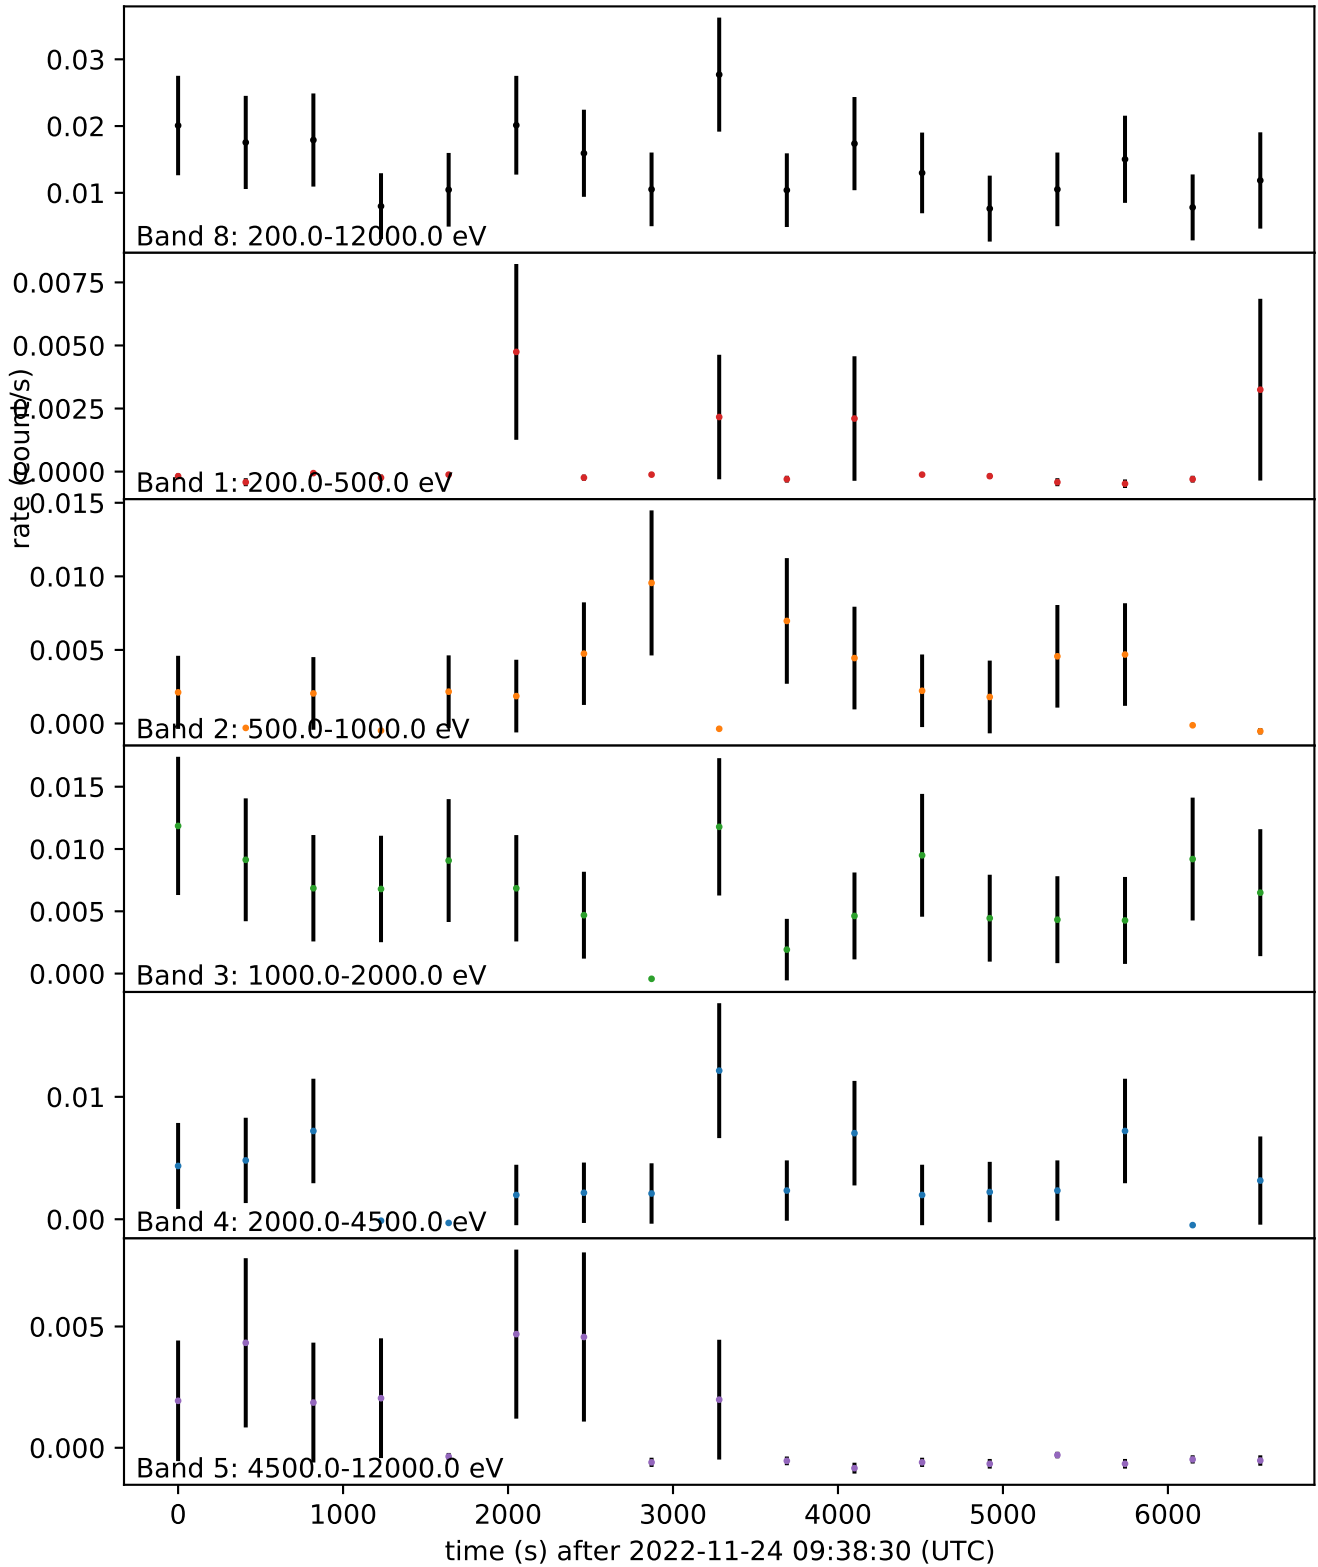 0.03
0.02
0.01
Band 8: 200.0-12000.0 eV
0.0075
0.0050
0.0025
0.0000
Band 1: 200.0-500.0 eV
rate (count/s)
0.015
0.010
0.005
0.000
Band 2: 500.0-1000.0 eV
0.015
0.010
0.005
0.000
Band 3: 1000.0-2000.0 eV
0.01
0.00
Band 4: 2000.0-4500.0 eV
0.005
0.000
Band 5: 4500.0-12000.0 eV
0 1000 2000 3000 4000 5000 6000
time (s) after 2022-11-24 09:38:30 (UTC)